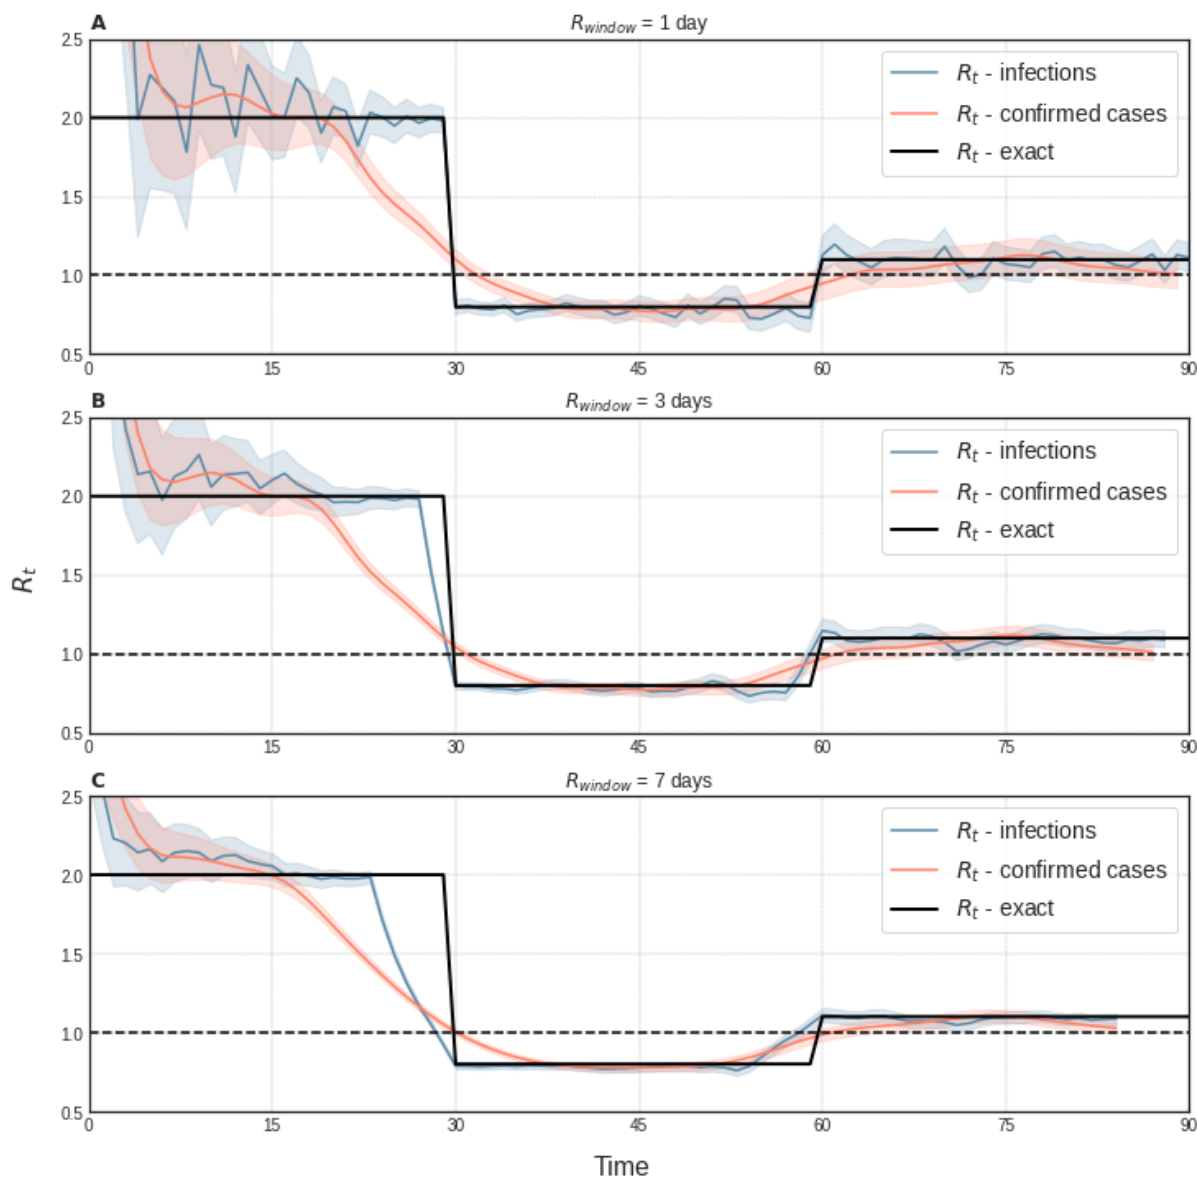 A
R_window = 1 day
2.5
2.0
1.5
1.0
0.5
0 15 30 45 60 75 90
R_t - infections
R_t - confirmed cases
R_t - exact
B
R_window = 3 days
2.5
2.0
1.5
1.0
0.5
0 15 30 45 60 75 90
R_t - infections
R_t - confirmed cases
R_t - exact
R_t
C
R_window = 7 days
2.5
2.0
1.5
1.0
0.5
0 15 30 45 60 75 90
R_t - infections
R_t - confirmed cases
R_t - exact
Time